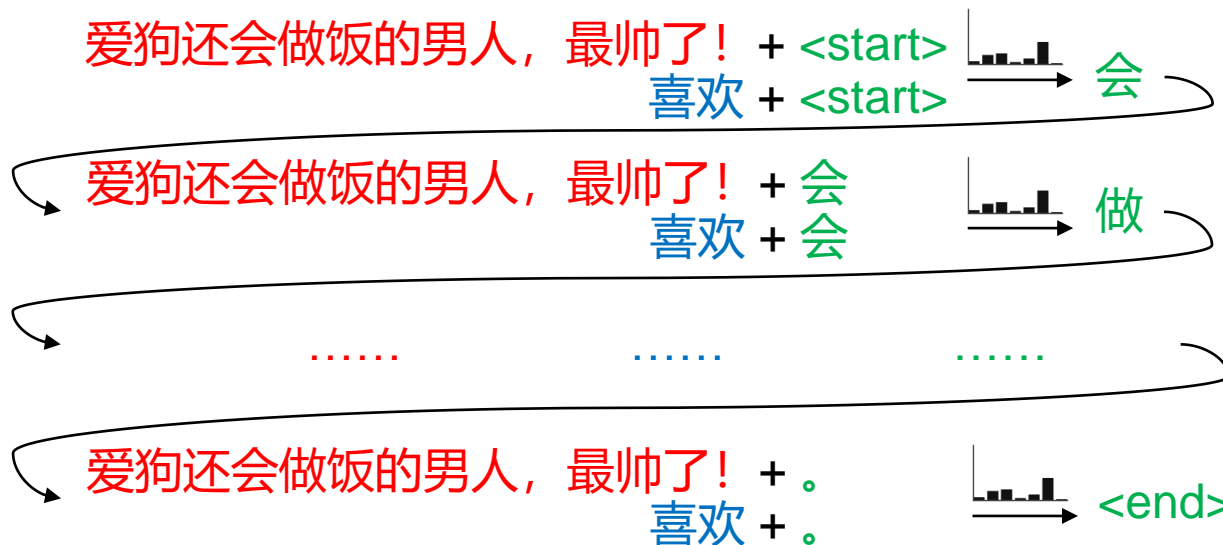 爱狗还会做饭的男人，最帅了！ + <start> 会
喜欢 + <start>
爱狗还会做饭的男人，最帅了！ + 会 做
喜欢 + 会
…… …… ……
爱狗还会做饭的男人，最帅了！ + 。 <end>
喜欢 + 。